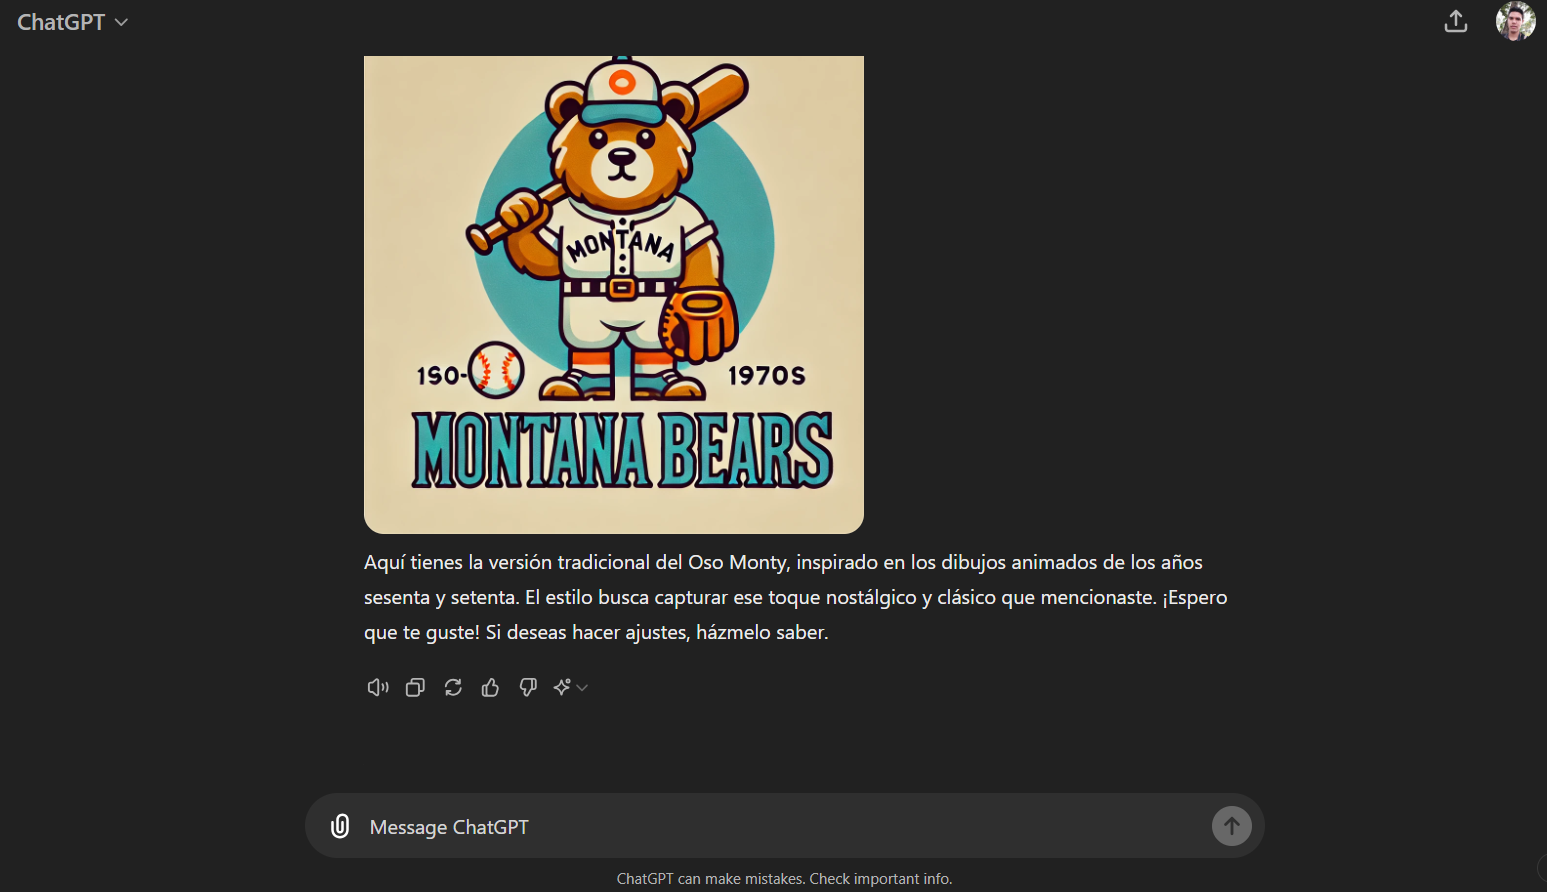 ChatGPT
MONTANA
1SO-
1970S
MONTANA BEARS
Aquí tienes la versión tradicional del Oso Monty, inspirado en los dibujos animados de los años
sesenta y setenta. El estilo busca capturar ese toque nostálgico y clásico que mencionaste. ¡Espero
que te guste! Si deseas hacer ajustes, házmelo saber.
Message ChatGPT
ChatGPT can make mistakes. Check important info.